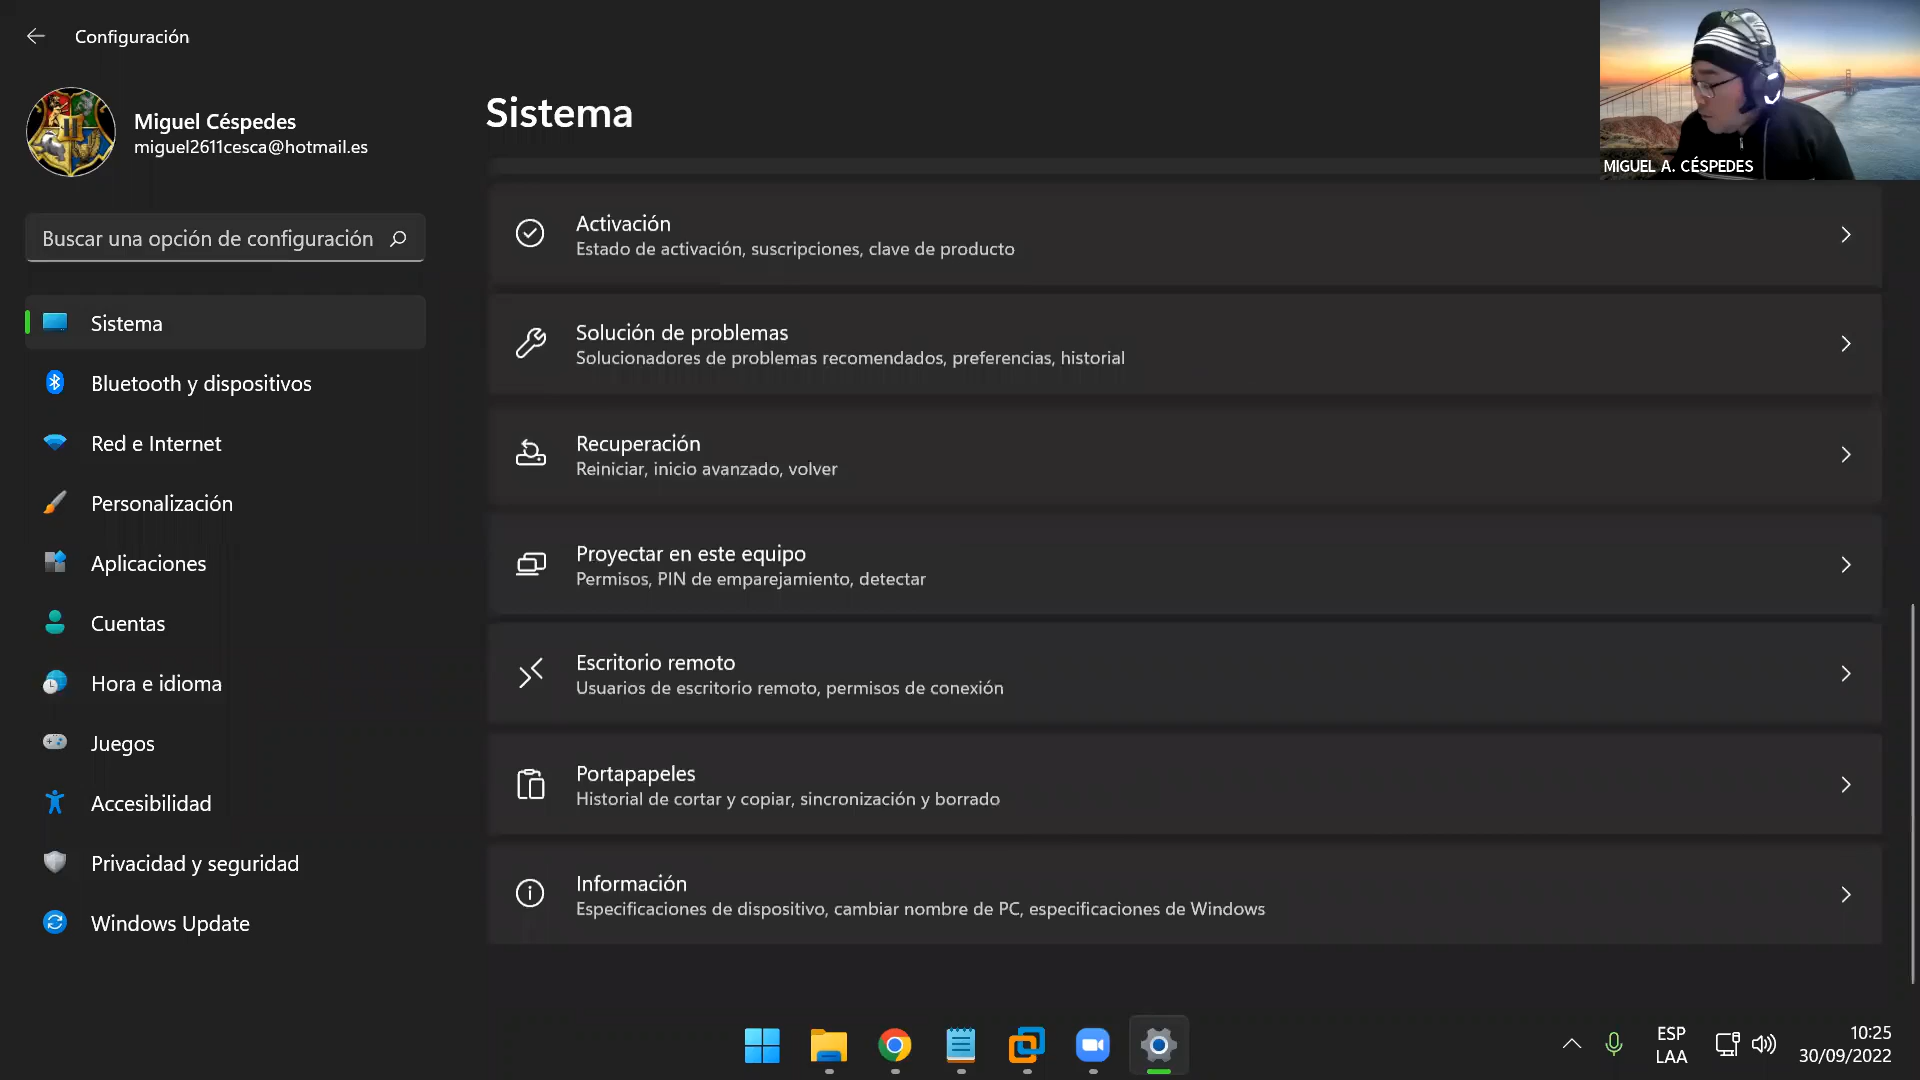 Configuración
Miguel Céspedes
miguel2611cesca@hotmail.es
Buscar una opción de configuración
Sistema
Bluetooth y dispositivos
Red e Internet
Personalización
Aplicaciones
Cuentas
Hora e idioma
Juegos
Accesibilidad
Privacidad y seguridad
Windows Update
Sistema
Activación
Estado de activación, suscripciones, clave de producto
Solución de problemas
Solucionadores de problemas recomendados, preferencias, historial
Recuperación
Reiniciar, inicio avanzado, volver
Proyectar en este equipo
Permisos, PIN de emparejamiento, detectar
Escritorio remoto
Usuarios de escritorio remoto, permisos de conexión
Portapapeles
Historial de cortar y copiar, sincronización y borrado
Información
Especificaciones de dispositivo, cambiar nombre de PC, especificaciones de Windows
MIGUEL A. CÉSPEDES
ESP
LAA
10:25
30/09/2022